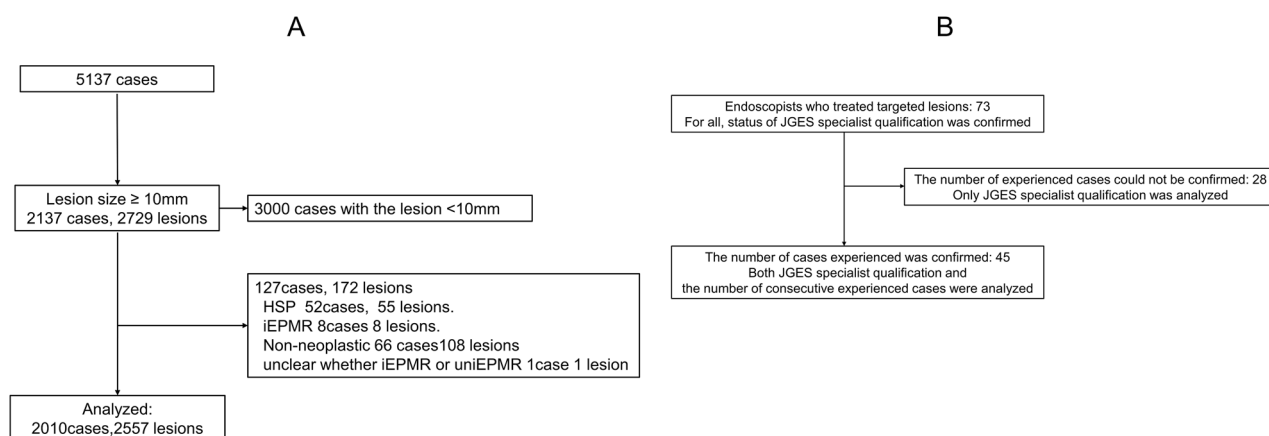 A
5137 cases
Lesion size ≥ 10mm
2137 cases, 2729 lesions
3000 cases with the lesion <10mm
127cases, 172 lesions
HSP 52cases, 55 lesions.
iEPMR 8cases 8 lesions.
Non-neoplastic 66 cases108 lesions
unclear whether iEPMR or uniEPMR 1case 1 lesion
Analyzed:
2010cases,2557 lesions
B
Endoscopists who treated targeted lesions: 73
For all, status of JGES specialist qualification was confirmed
The number of experienced cases could not be confirmed: 28
Only JGES specialist qualification was analyzed
The number of cases experienced was confirmed: 45
Both JGES specialist qualification and
the number of consecutive experienced cases were analyzed